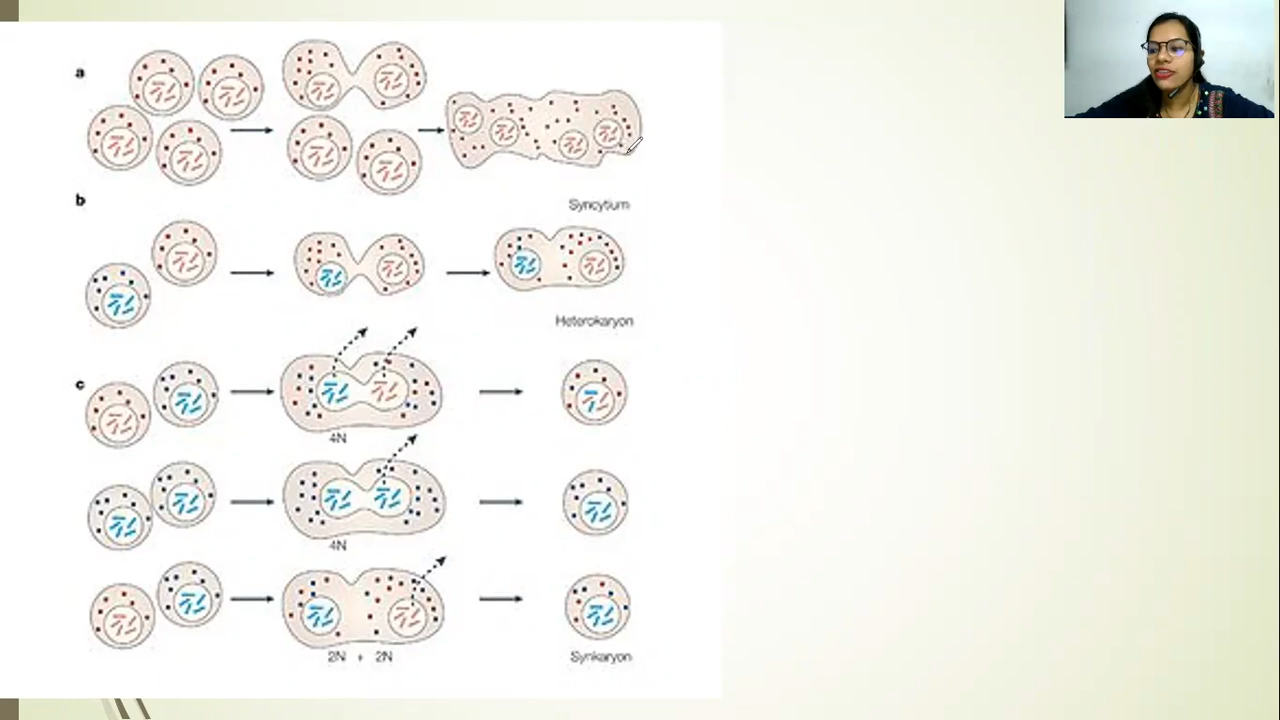 a
b
Syncytium
Heterokaryon
c
4N
4N
2N + 2N
Synkaryon